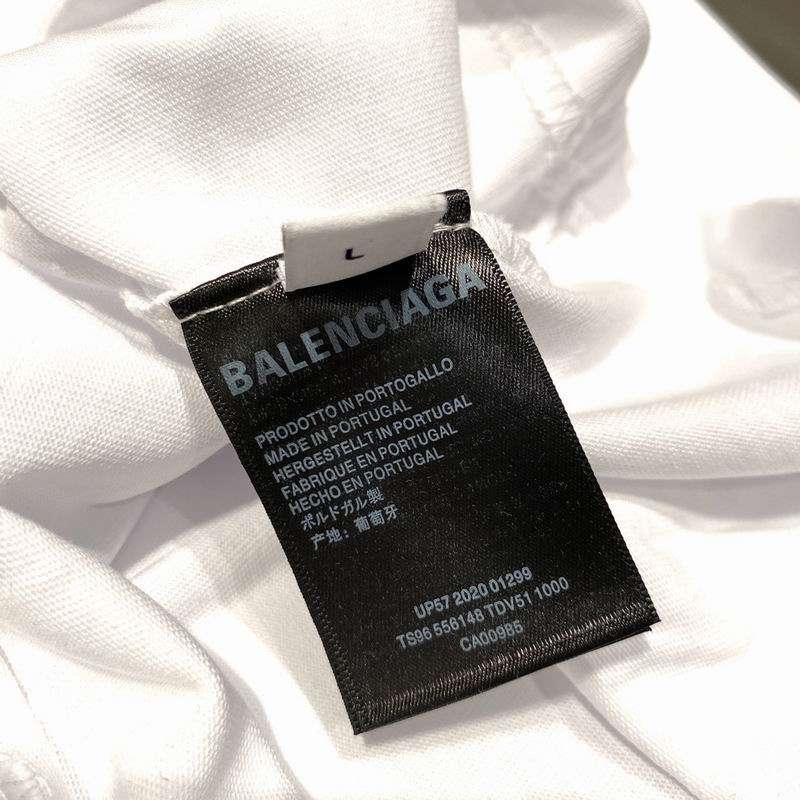 L
BALENCIAGA
PRODOTTO IN PORTOGALLO
MADE IN PORTUGAL
HERGESTELLT IN PORTUGAL
FABRIQUE EN PORTUGAL
HECHO EN PORTUGAL
ポルトガル製
产地：葡萄牙
UP57 2020 01299
TS96 556148 TDV51 1000
CA00985